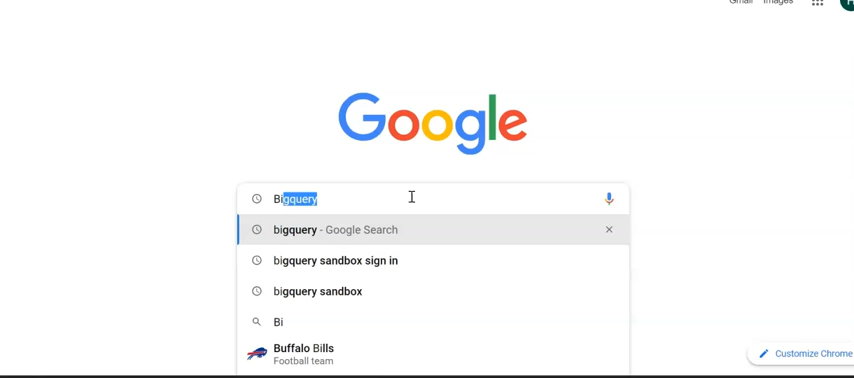 Gmail Images
Google
Bigquery
bigquery - Google Search
bigquery sandbox sign in
bigquery sandbox
Bi
Buffalo Bills
Football team
Customize Chrome